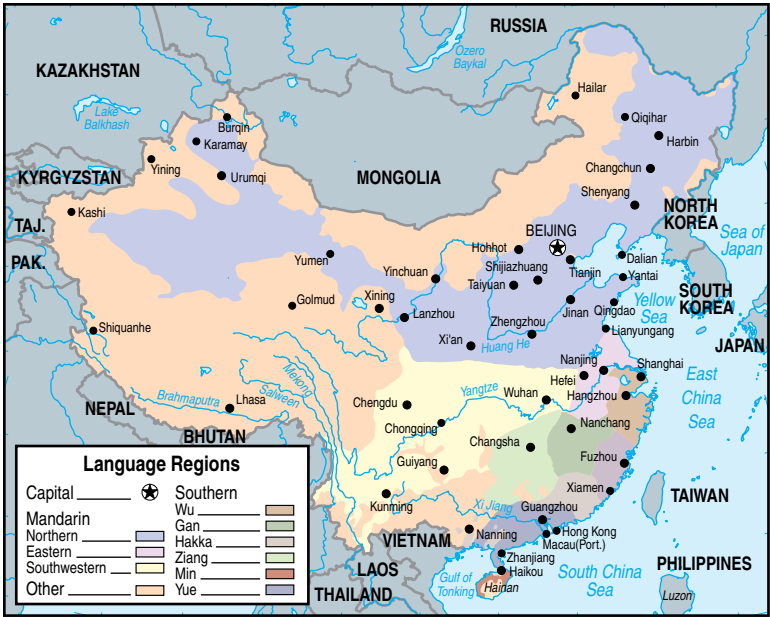 RUSSIA
KAZAKHSTAN
Ozero
Baykal
Lake
Balkhash
Hailar
Burqin
Karamay
Qiqihar
Harbin
Yining
Urumqi
KYRGYZSTAN
MONGOLIA
Changchun
Shenyang
Kashi
NORTH
KOREA
TAJ.
PAK.
BEIJING
Sea of
Japan
Hohhot
Yumen
Dalian
Shijiazhuang
Tianjin
Yinchuan
Taiyuan
Yantai
Golmud
Xining
SOUTH
KOREA
Yellow
Sea
Lanzhou
Jinan
Qingdao
Zhengzhou
Lianyungang
Shiquanhe
Xi'an
Huang He
JAPAN
Nanjing
Shanghai
Mekong
Salween
Hefei
East
China
Sea
Yangtze
Wuhan
Hangzhou
NEPAL
Brahmaputra
Lhasa
Chengdu
BHUTAN
Chongqing
Nanchang
Changsha
Fuzhou
Guiyang
Xiamen
TAIWAN
Kunming
Xi Jiang
Guangzhou
VIETNAM
Nanning
Hong Kong
Macau(Port.)
Zhanjiang
LAOS
Haikou
South China
Sea
PHILIPPINES
Gulf of
Tonking
Hainan
THAILAND
Luzon
Language Regions
Capital
Mandarin
Northern
Eastern
Southwestern
Other
Southern
Wu
Gan
Hakka
Ziang
Min
Yue